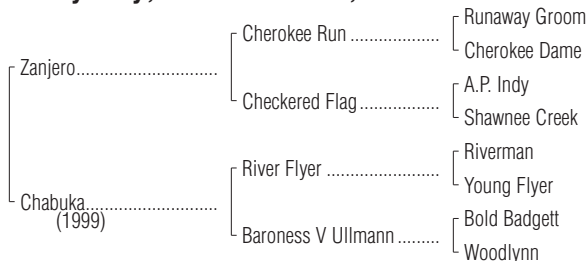 Runaway Groom
Cherokee Run ..................
Cherokee Dame
Zanjero.............................
A.P. Indy
Checkered Flag................
Shawnee Creek
Riverman
River Flyer ......................
Young Flyer
Chabuka...........................
(1999)
Bold Badgett
Baroness V Ullmann .........
Woodlynn